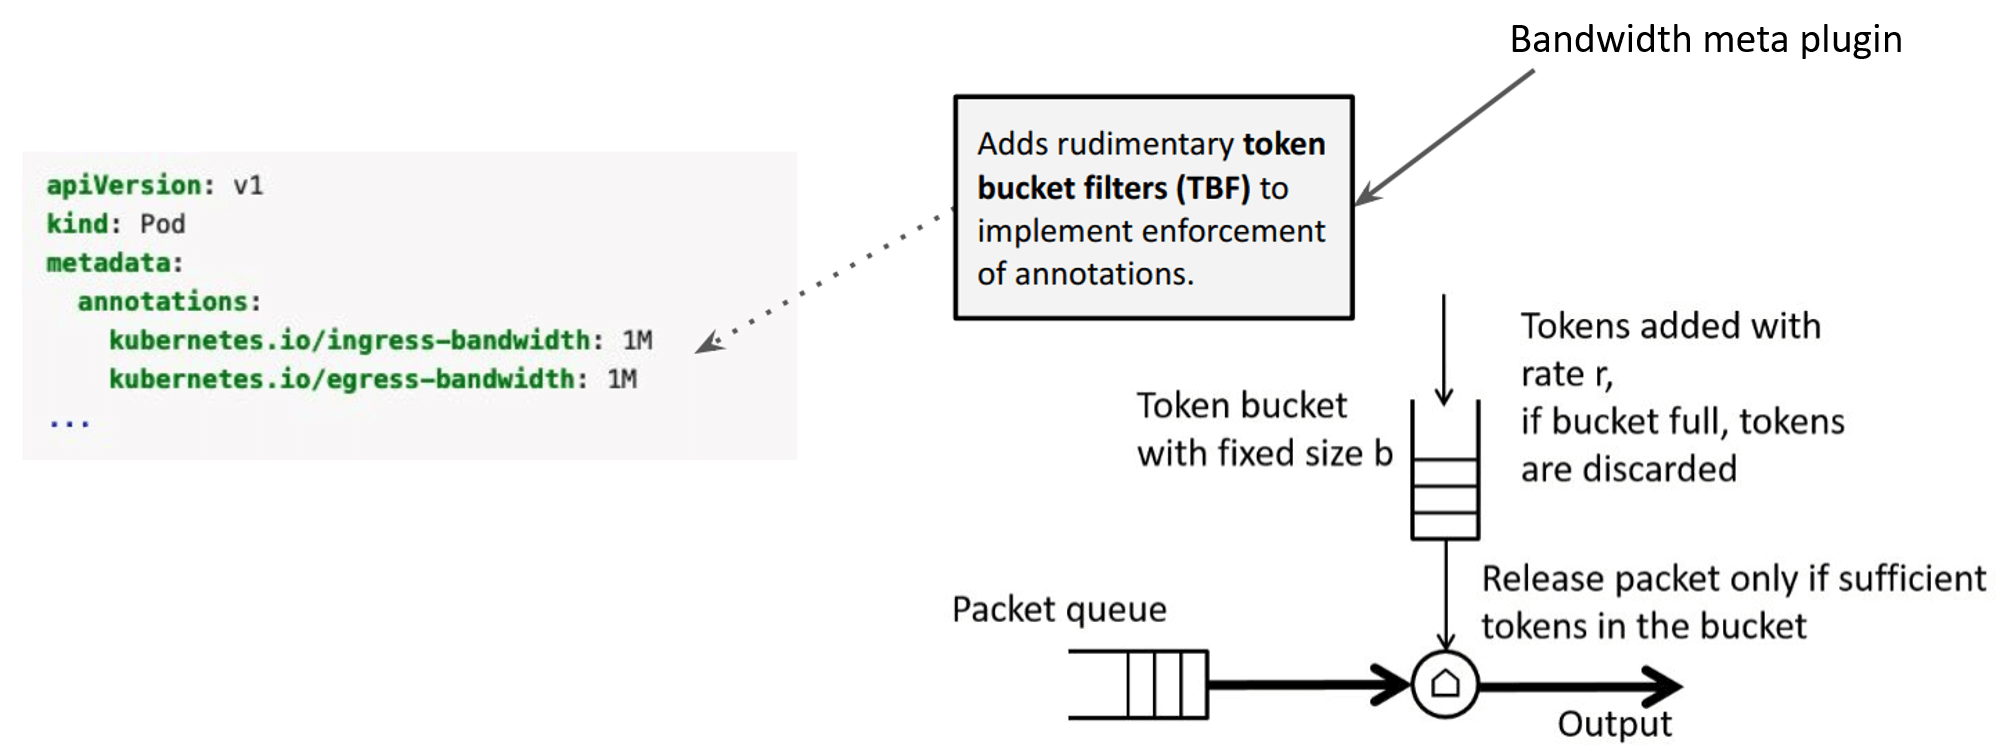 Bandwidth meta plugin
Adds rudimentary token
bucket filters (TBF) to
implement enforcement
of annotations.
apiVersion: v1
kind: Pod
metadata:
  annotations:
    kubernetes.io/ingress-bandwidth: 1M
    kubernetes.io/egress-bandwidth: 1M
...
Tokens added with
rate r,
if bucket full, tokens
are discarded
Token bucket
with fixed size b
Release packet only if sufficient
tokens in the bucket
Packet queue
Output